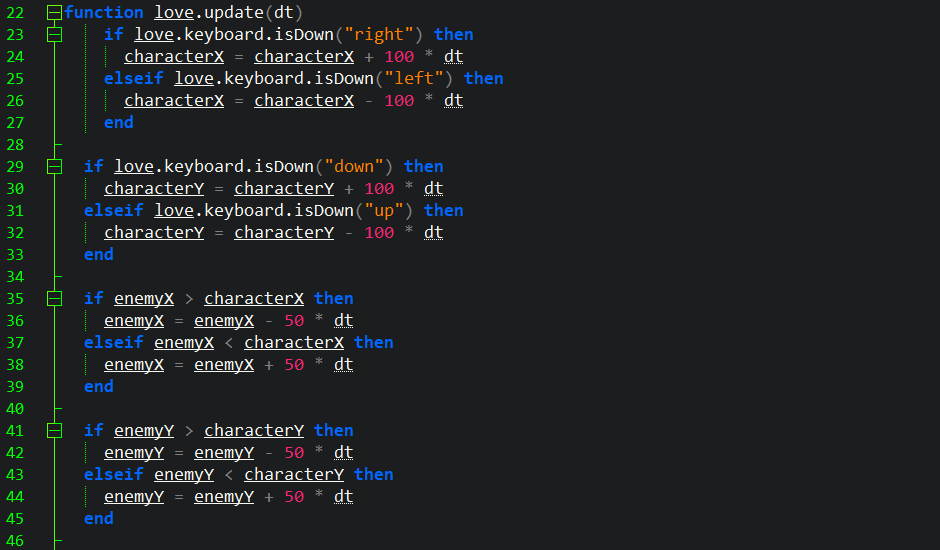 22 function love.update(dt)
23     if love.keyboard.isDown("right") then
24       characterX = characterX + 100 * dt
25     elseif love.keyboard.isDown("left") then
26       characterX = characterX - 100 * dt
27     end
28
29   if love.keyboard.isDown("down") then
30     characterY = characterY + 100 * dt
31   elseif love.keyboard.isDown("up") then
32     characterY = characterY - 100 * dt
33   end
34
35   if enemyX > characterX then
36     enemyX = enemyX - 50 * dt
37   elseif enemyX < characterX then
38     enemyX = enemyX + 50 * dt
39   end
40
41   if enemyY > characterY then
42     enemyY = enemyY - 50 * dt
43   elseif enemyY < characterY then
44     enemyY = enemyY + 50 * dt
45   end
46